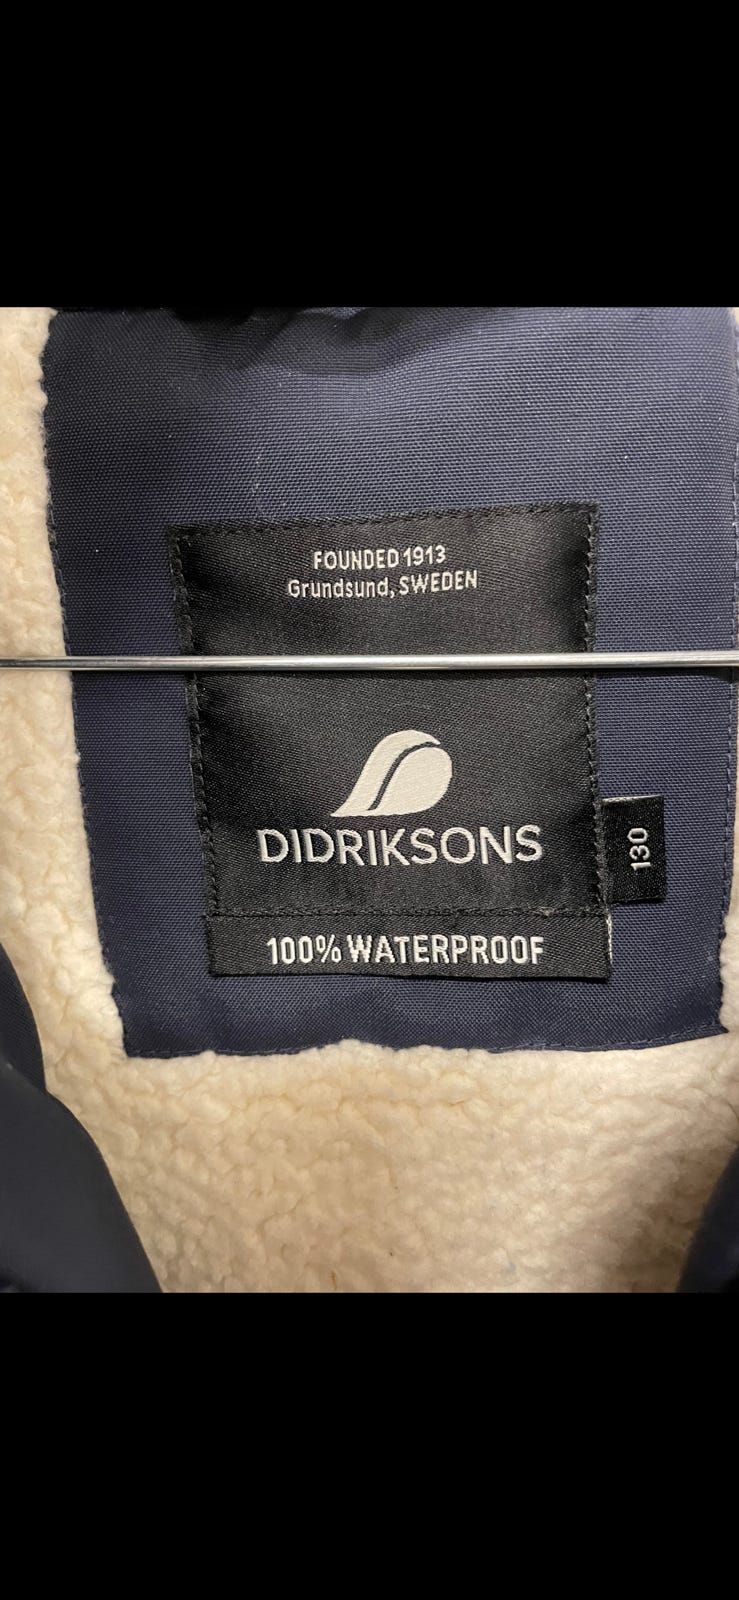 FOUNDED 1913
Grundsund, SWEDEN
DIDRIKSONS
130
100% WATERPROOF